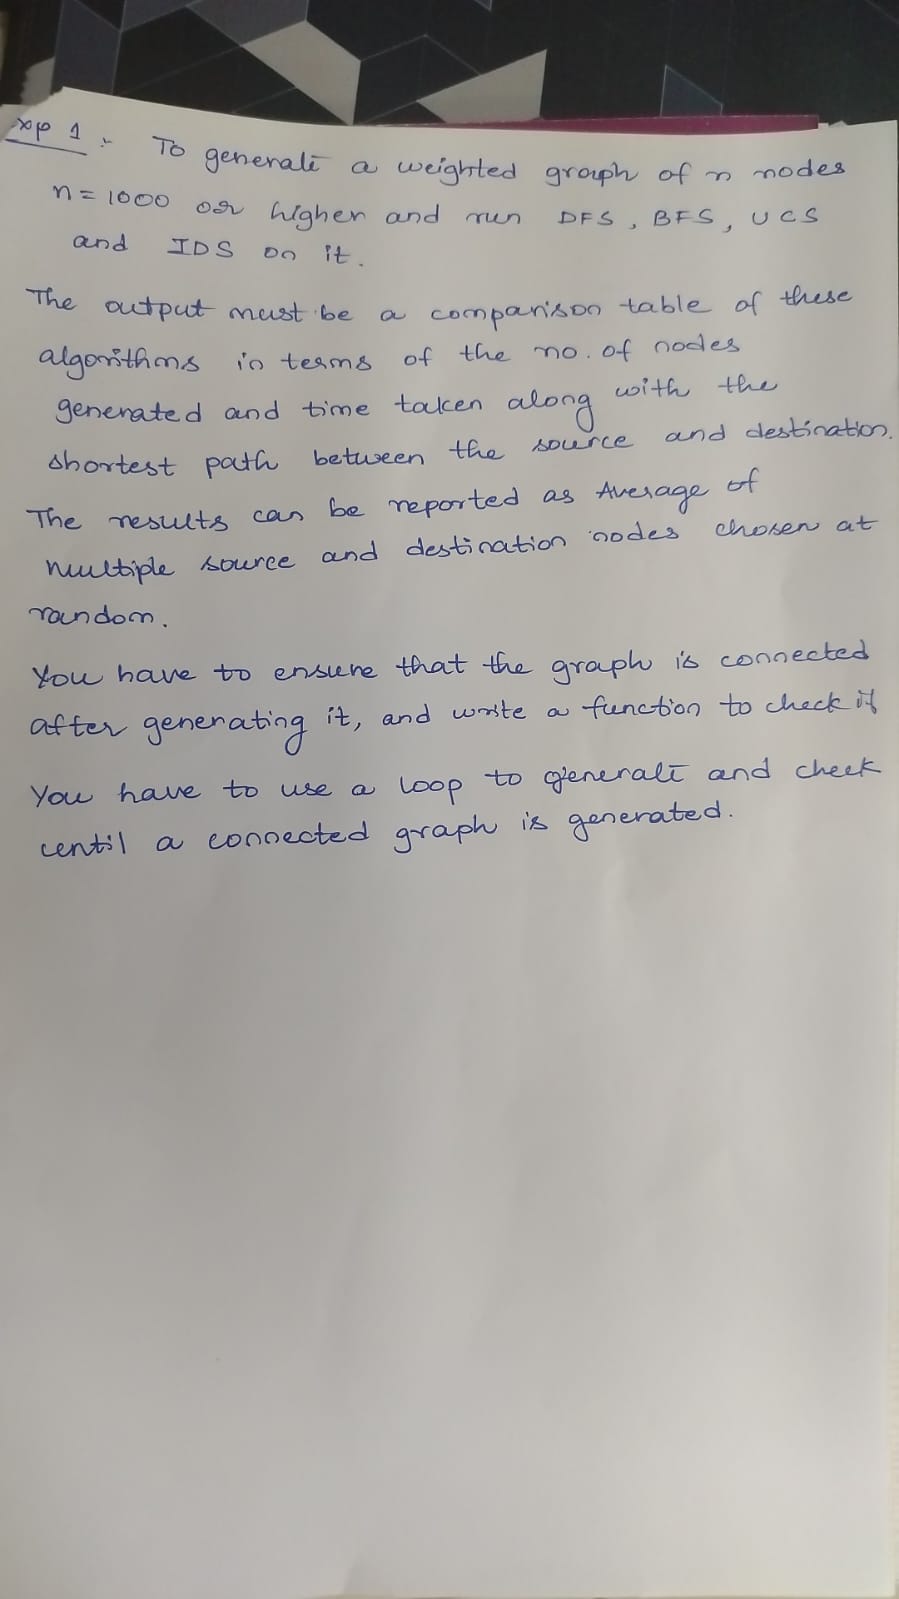 Exp 1 :- To generate a weighted graph of n nodes
n = 1000 or higher and run DFS, BFS, UCS
and IDS on it.
The output must be a comparison table of these
algorithms in terms of the no. of nodes
generated and time taken along with the
shortest path between the source and destination.
The results can be reported as Average of
multiple source and destination nodes chosen at
random.
You have to ensure that the graph is connected
after generating it, and write a function to check it
You have to use a loop to generate and check
until a connected graph is generated.